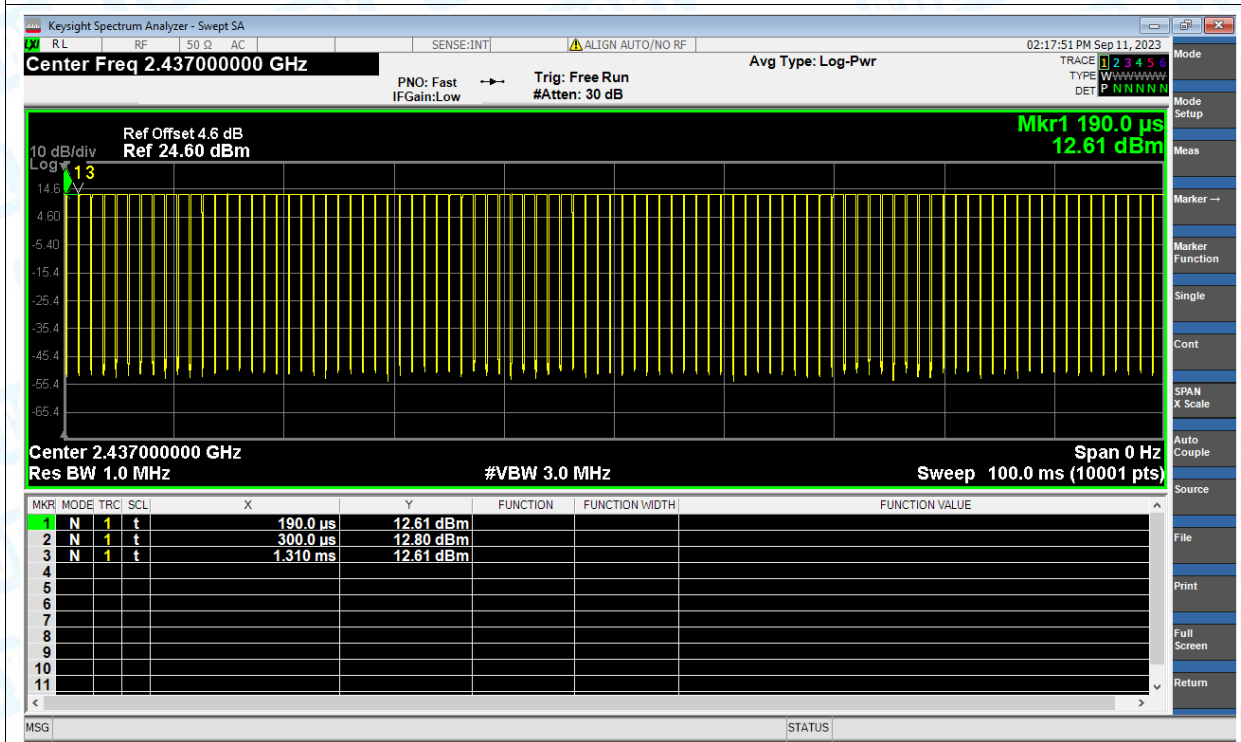 Keysight Spectrum Analyzer - Swept SA
LXI RL RF 50 Ω AC SENSE:INT ALIGN AUTO/NO RF 02:17:51 PM Sep 11, 2023
Center Freq 2.437000000 GHz
PNO: Fast
IFGain:Low
Trig: Free Run
#Atten: 30 dB
Avg Type: Log-Pwr
TRACE 1 2 3 4 5 6
TYPE WWWWWW
DET P N N N N N
Ref Offset 4.6 dB
10 dB/div Ref 24.60 dBm
Log
Mkr1 190.0 µs
12.61 dBm
1 3
14.6
4.60
-5.40
-15.4
-25.4
-35.4
-45.4
-55.4
-65.4
Center 2.437000000 GHz Span 0 Hz
Res BW 1.0 MHz #VBW 3.0 MHz Sweep 100.0 ms (10001 pts)
MKR MODE TRC SCL X Y FUNCTION FUNCTION WIDTH FUNCTION VALUE
1 N 1 t 190.0 µs 12.61 dBm
2 N 1 t 300.0 µs 12.80 dBm
3 N 1 t 1.310 ms 12.61 dBm
4
5
6
7
8
9
10
11
MSG STATUS
Mode
Mode
Setup
Meas
Marker →
Marker
Function
Single
Cont
SPAN
X Scale
Auto
Couple
Source
File
Print
Full
Screen
Return